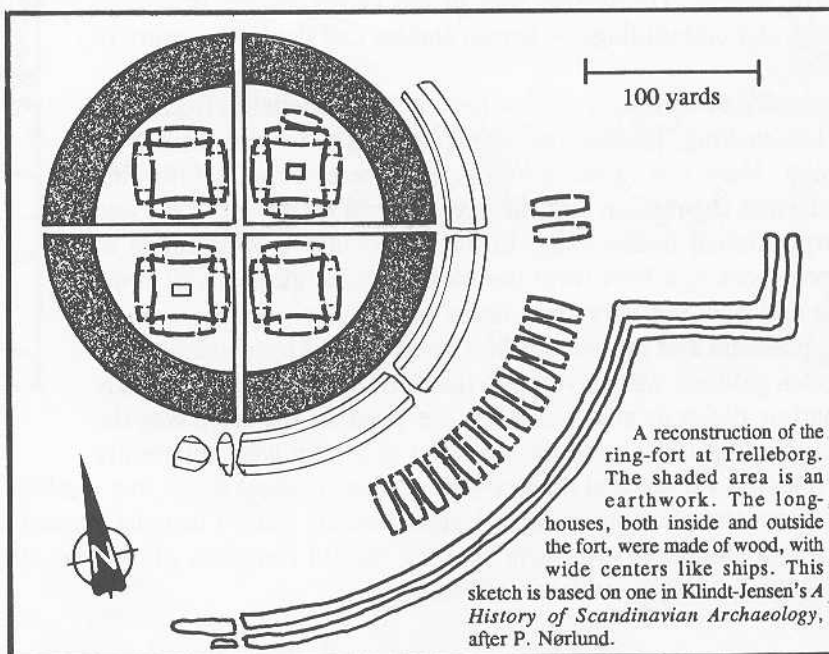 100 yards
N
A reconstruction of the
ring-fort at Trelleborg.
The shaded area is an
earthwork. The long-
houses, both inside and outside
the fort, were made of wood, with
wide centers like ships. This
sketch is based on one in Klindt-Jensen's A
History of Scandinavian Archaeology,
after P. Nørlund.